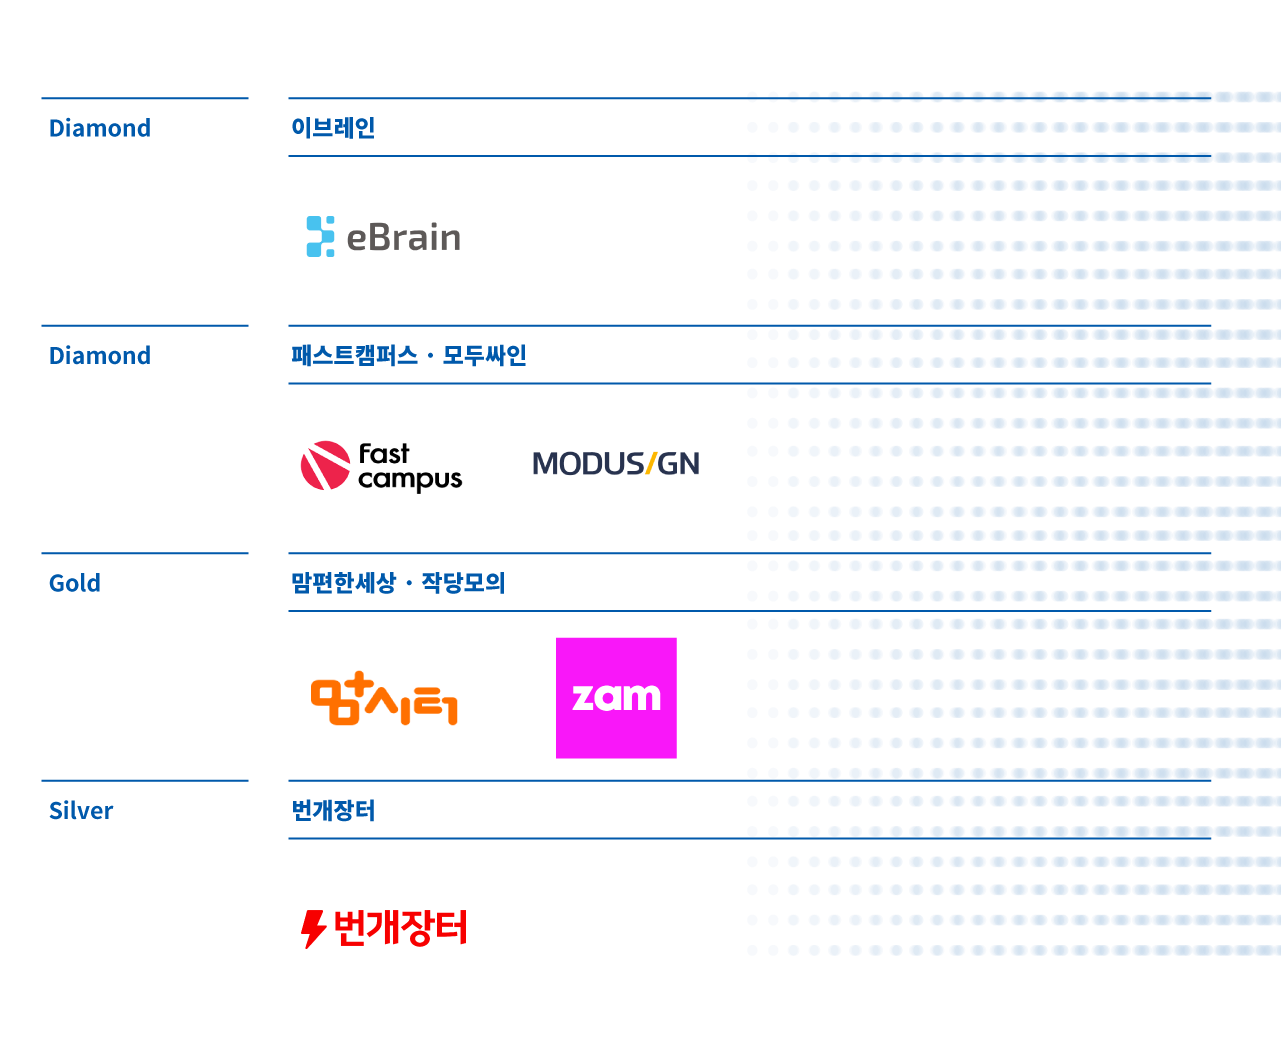 Diamond
이브레인
eBrain
Diamond
패스트캠퍼스 · 모두싸인
fast
campus
MODUSIGN
Gold
맘편한세상 · 작당모의
맘시터
zam
Silver
번개장터
번개장터